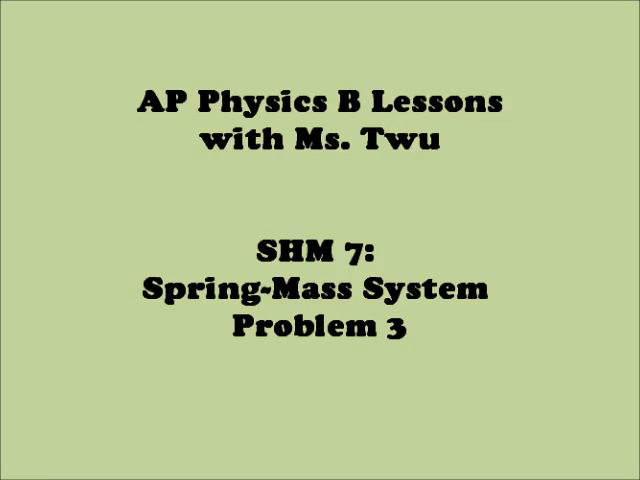 AP Physics B Lessons
with Ms. Twu
SHM 7:
Spring-Mass System
Problem 3